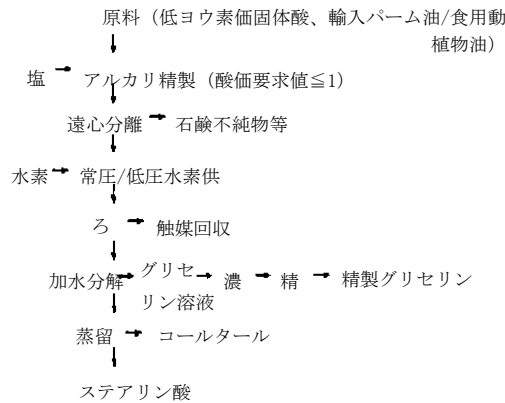 原料（低ヨウ素価固体酸、輸入パーム油/食用動
植物油）
塩 アルカリ精製（酸価要求値≦1）
遠心分離 石鹸不純物等
水素 常圧/低圧水素供
ろ 触媒回収
加水分解 グリセ
リン溶液 濃 精 精製グリセリン
蒸留 コールタール
ステアリン酸